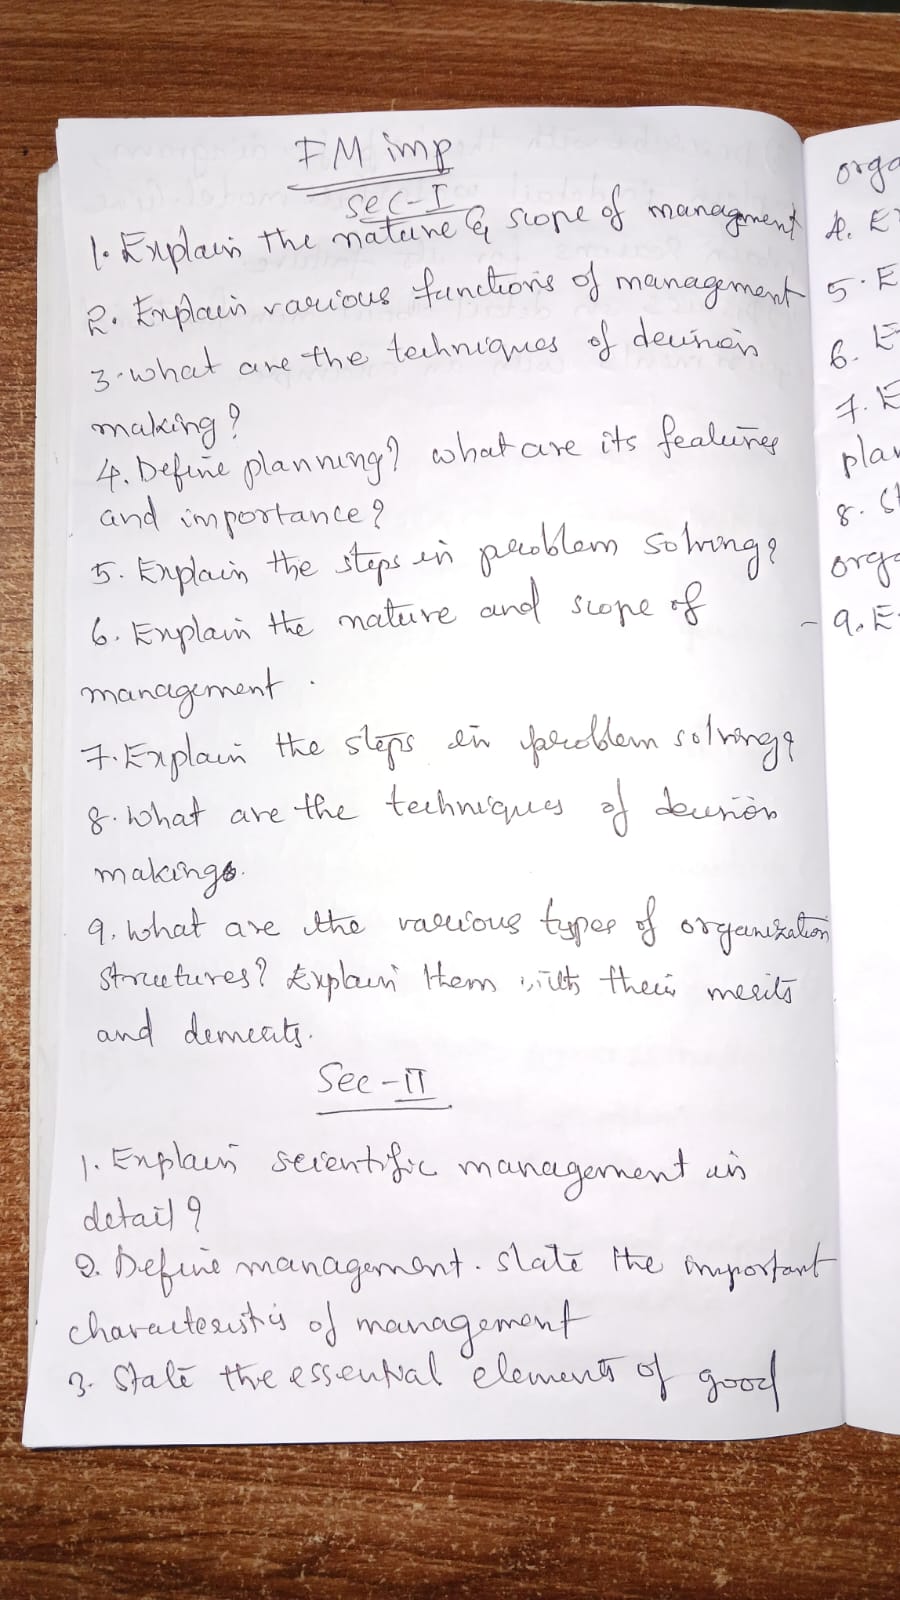 FM imp
Sec-I
1. Explain the nature & scope of management
2. Explain various functions of management
3. what are the techniques of decision
making?
4. Define planning? what are its features
and importance?
5. Explain the steps in problem solving?
6. Explain the nature and scope of
management.
7. Explain the steps in problem solving?
8. What are the techniques of decision
making.
9. What are the various types of organization
structures? Explain them with their merits
and demerits.
Sec-II
1. Explain scientific management in
detail?
2. Define management. State the important
characteristics of management
3. State the essential elements of good
orga
4. E
5. E
6. E
7. E
plan
8. St
orga
9. E